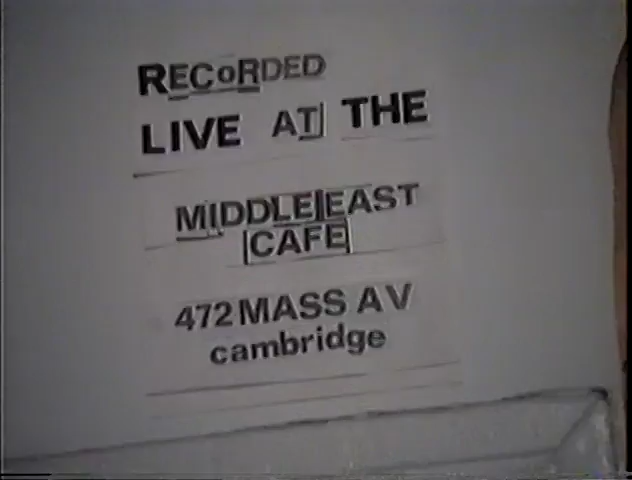 RECoRDED
LIVE AT THE
MIDDLE EAST
CAFE
472 MASS AV
cambridge